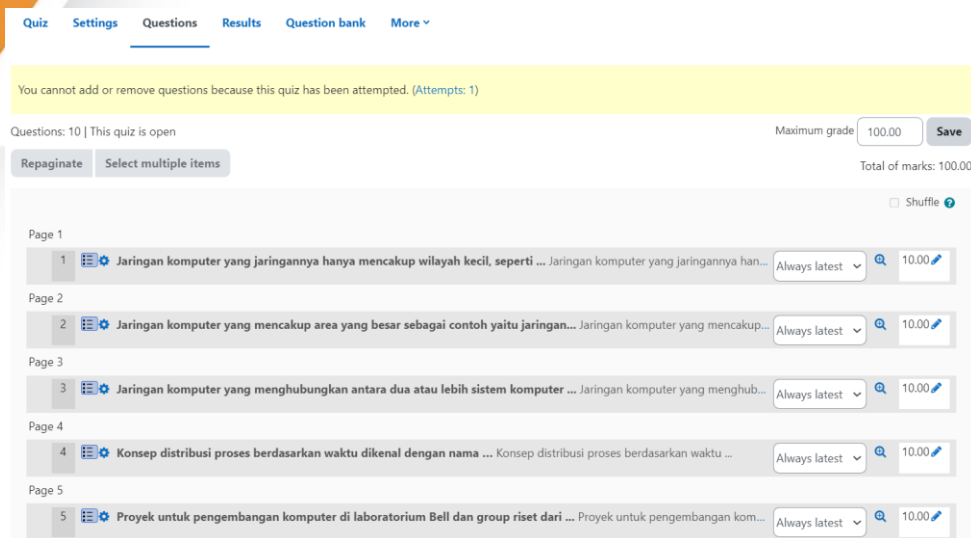 Quiz Settings Questions Results Question bank More
You cannot add or remove questions because this quiz has been attempted. (Attempts: 1)
Questions: 10 | This quiz is open Maximum grade 100.00 Save
Repaginate Select multiple items Total of marks: 100.00
Shuffle
Page 1
1 Jaringan komputer yang jaringannya hanya mencakup wilayah kecil, seperti ... Jaringan komputer yang jaringannya han... Always latest 10.00
Page 2
2 Jaringan komputer yang mencakup area yang besar sebagai contoh yaitu jaringan... Jaringan komputer yang mencakup... Always latest 10.00
Page 3
3 Jaringan komputer yang menghubungkan antara dua atau lebih sistem komputer ... Jaringan komputer yang menghub... Always latest 10.00
Page 4
4 Konsep distribusi proses berdasarkan waktu dikenal dengan nama ... Konsep distribusi proses berdasarkan waktu ... Always latest 10.00
Page 5
5 Proyek untuk pengembangan komputer di laboratorium Bell dan group riset dari ... Proyek untuk pengembangan kom... Always latest 10.00